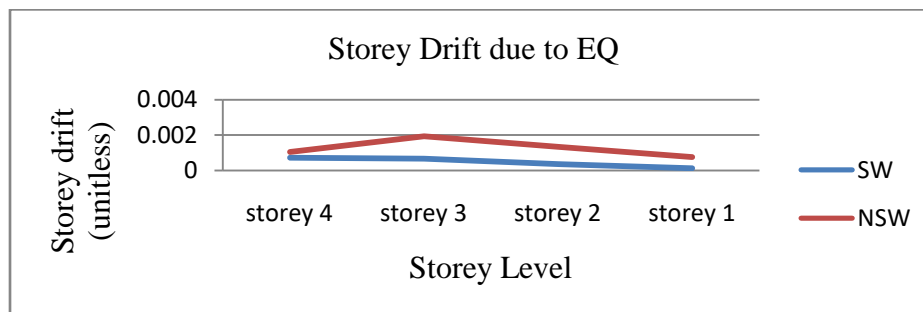 Storey Drift due to EQ
Storey drift
(unitless)
0.004
0.002
0
storey 4 storey 3 storey 2 storey 1
Storey Level
SW
NSW